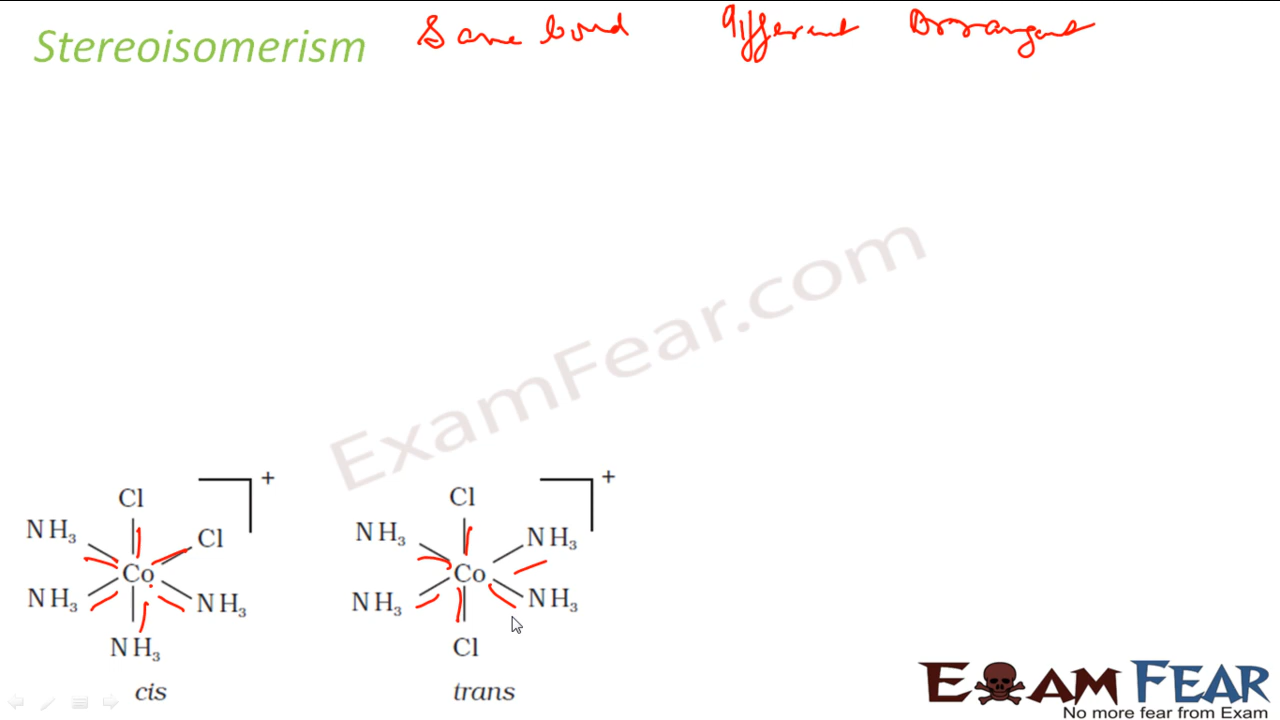 Stereoisomerism Same bond Different Arrangent
ExamFear.com
Cl Cl NH₃ NH₃ Co NH₃ NH₃ +
cis
Cl NH₃ NH₃ Co NH₃ NH₃ Cl +
trans
EXAM FEAR
No more fear from Exam